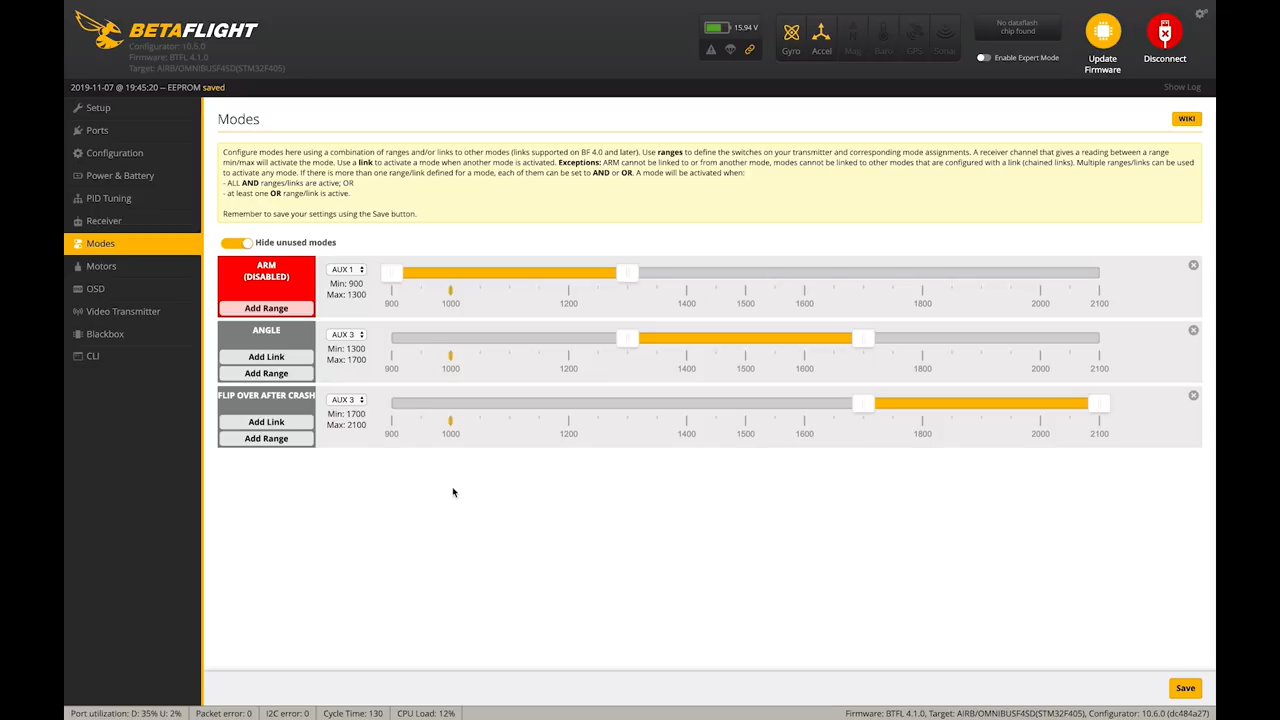 BETAFLIGHT
Configurator: 10.6.0
Firmware: BTFL 4.1.0
Target: AIRB/OMNIBUSF4SD(STM32F405)
15.94 V
Gyro
Accel
Mag
Baro
GPS
Sonar
No dataflash
chip found
Enable Expert Mode
Update
Firmware
Disconnect
2019-11-07 @ 19:45:20 -- EEPROM saved
Show Log
Setup
Ports
Configuration
Power & Battery
PID Tuning
Receiver
Modes
Motors
OSD
Video Transmitter
Blackbox
CLI
Modes
WIKI
Configure modes here using a combination of ranges and/or links to other modes (links supported on BF 4.0 and later). Use ranges to define the switches on your transmitter and corresponding mode assignments. A receiver channel that gives a reading between a range
min/max will activate the mode. Use a link to activate a mode when another mode is activated. Exceptions: ARM cannot be linked to or from another mode, modes cannot be linked to other modes that are configured with a link (chained links). Multiple ranges/links can be used
to activate any mode. If there is more than one range/link defined for a mode, each of them can be set to AND or OR. A mode will be activated when:
- ALL AND ranges/links are active; OR
- at least one OR range/link is active.
Remember to save your settings using the Save button.
Hide unused modes
ARM
(DISABLED)
Add Range
AUX 1
Min: 900
Max: 1300
900 1000 1200 1400 1500 1600 1800 2000 2100
ANGLE
Add Link
Add Range
AUX 3
Min: 1300
Max: 1700
900 1000 1200 1400 1500 1600 1800 2000 2100
FLIP OVER AFTER CRASH
Add Link
Add Range
AUX 3
Min: 1700
Max: 2100
900 1000 1200 1400 1500 1600 1800 2000 2100
Save
Port utilization: D: 35% U: 2%
Packet error: 0
I2C error: 0
Cycle Time: 130
CPU Load: 12%
Firmware: BTFL 4.1.0, Target: AIRB/OMNIBUSF4SD(STM32F405), Configurator: 10.6.0 (dc484a27)